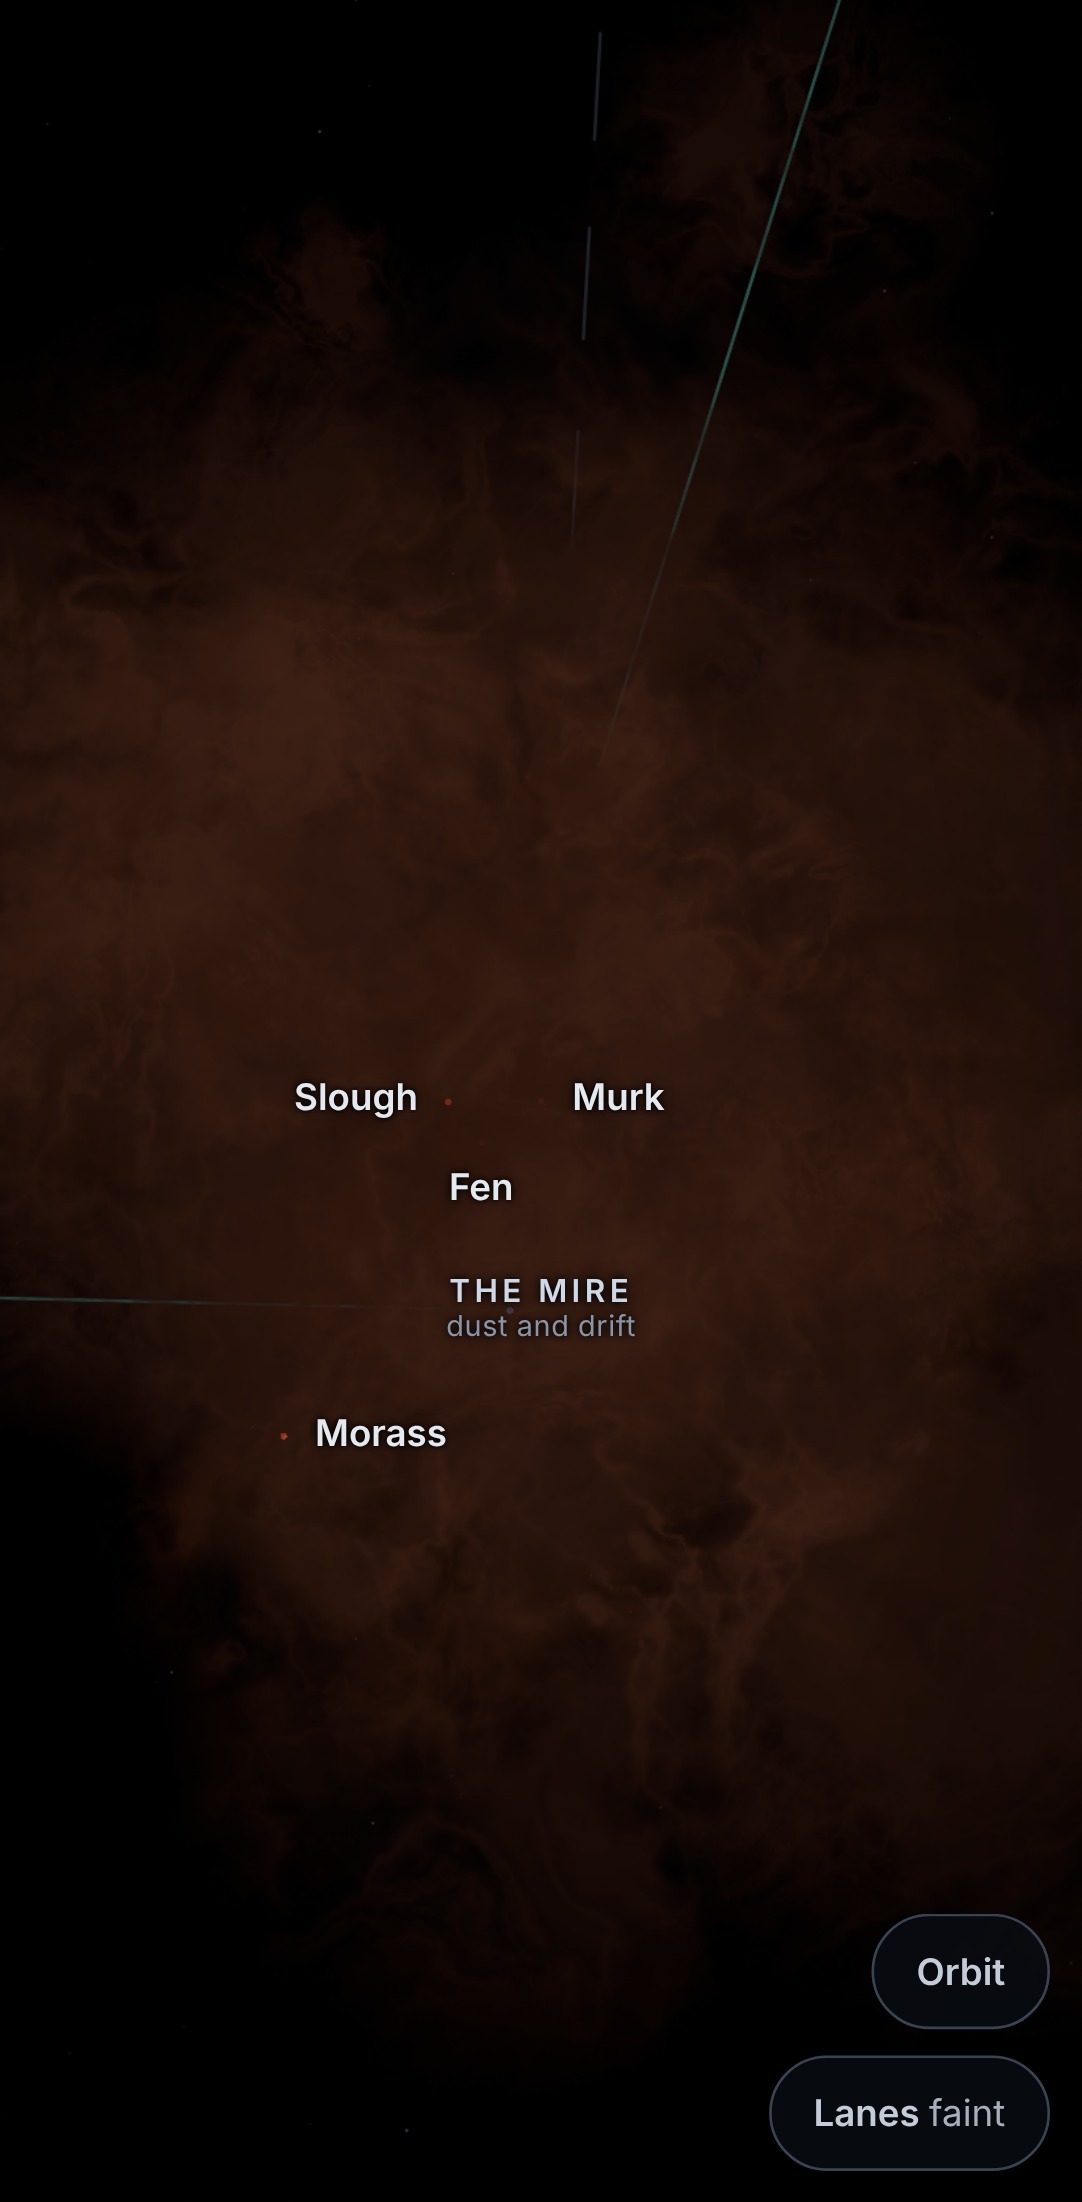 Slough
Murk
Fen
THE MIRE
dust and drift
Morass
Orbit
Lanes faint